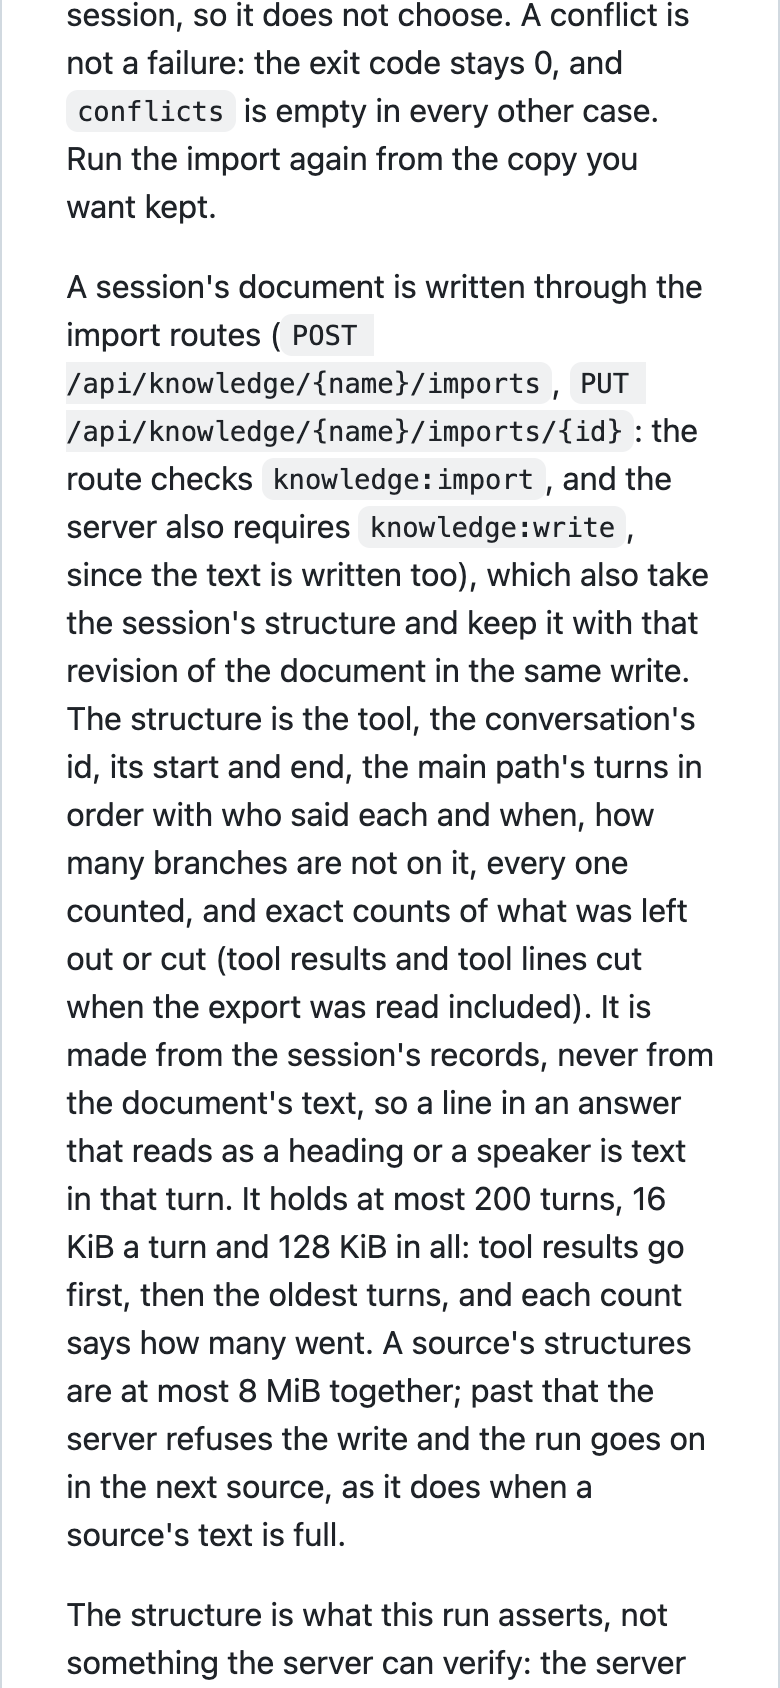 session, so it does not choose. A conflict is
not a failure: the exit code stays 0, and
conflicts is empty in every other case.
Run the import again from the copy you
want kept.
A session's document is written through the
import routes ( POST
/api/knowledge/{name}/imports , PUT
/api/knowledge/{name}/imports/{id} : the
route checks knowledge:import , and the
server also requires knowledge:write ,
since the text is written too), which also take
the session's structure and keep it with that
revision of the document in the same write.
The structure is the tool, the conversation's
id, its start and end, the main path's turns in
order with who said each and when, how
many branches are not on it, every one
counted, and exact counts of what was left
out or cut (tool results and tool lines cut
when the export was read included). It is
made from the session's records, never from
the document's text, so a line in an answer
that reads as a heading or a speaker is text
in that turn. It holds at most 200 turns, 16
KiB a turn and 128 KiB in all: tool results go
first, then the oldest turns, and each count
says how many went. A source's structures
are at most 8 MiB together; past that the
server refuses the write and the run goes on
in the next source, as it does when a
source's text is full.
The structure is what this run asserts, not
something the server can verify: the server